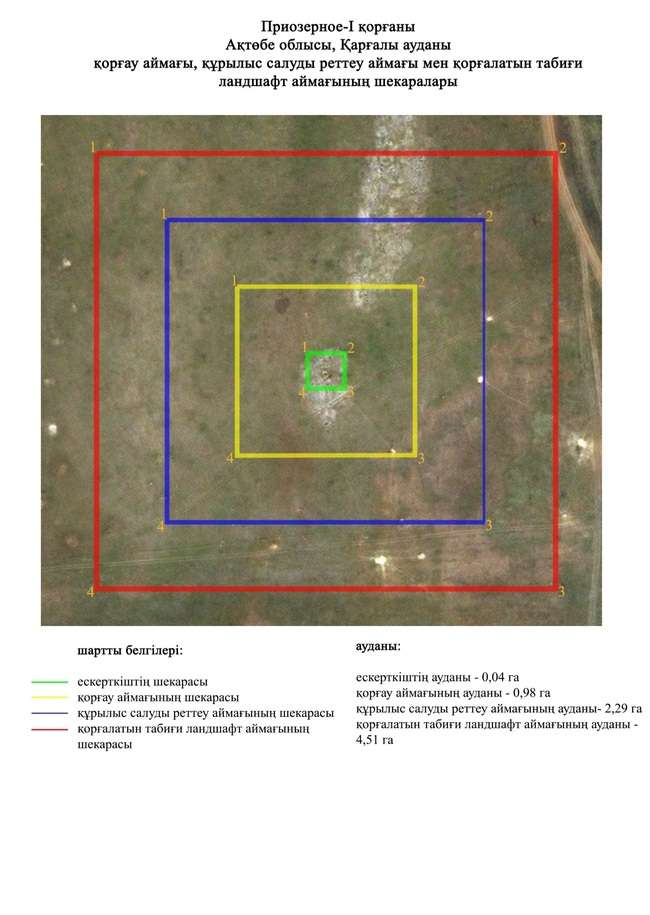 Приозерное-I қорғаны
Ақтөбе облысы, Қарғалы ауданы
қорғау аймағы, құрылыс салуды реттеу аймағы мен қорғалатын табиғи
ландшафт аймағының шекаралары
1 2
1 2
1 2
1 2
4 3
4 3
4 3
4 3
шартты белгілері:
ескерткіштің шекарасы
қорғау аймағының шекарасы
құрылыс салуды реттеу аймағының шекарасы
қорғалатын табиғи ландшафт аймағының
шекарасы
ауданы:
ескерткіштің ауданы - 0,04 га
қорғау аймағының ауданы - 0,98 га
құрылыс салуды реттеу аймағының ауданы- 2,29 га
қорғалатын табиғи ландшафт аймағының ауданы -
4,51 га